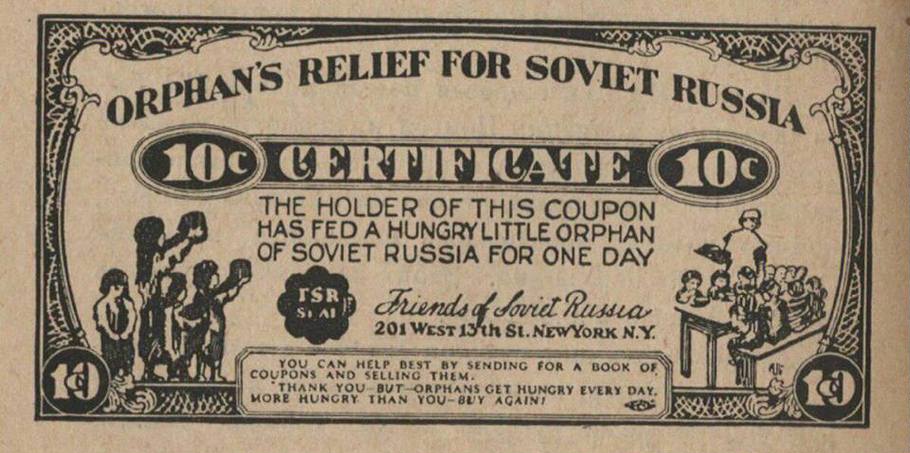 ORPHAN'S RELIEF FOR SOVIET RUSSIA
10c CERTIFICATE 10c
THE HOLDER OF THIS COUPON
HAS FED A HUNGRY LITTLE ORPHAN
OF SOVIET RUSSIA FOR ONE DAY
FSR
Friends of Soviet Russia
201 WEST 13th St. NEW YORK N.Y.
YOU CAN HELP BEST BY SENDING FOR A BOOK OF
COUPONS AND SELLING THEM.
THANK YOU—BUT—ORPHANS GET HUNGRY EVERY DAY,
MORE HUNGRY THAN YOU—BUY AGAIN!
10c 10c